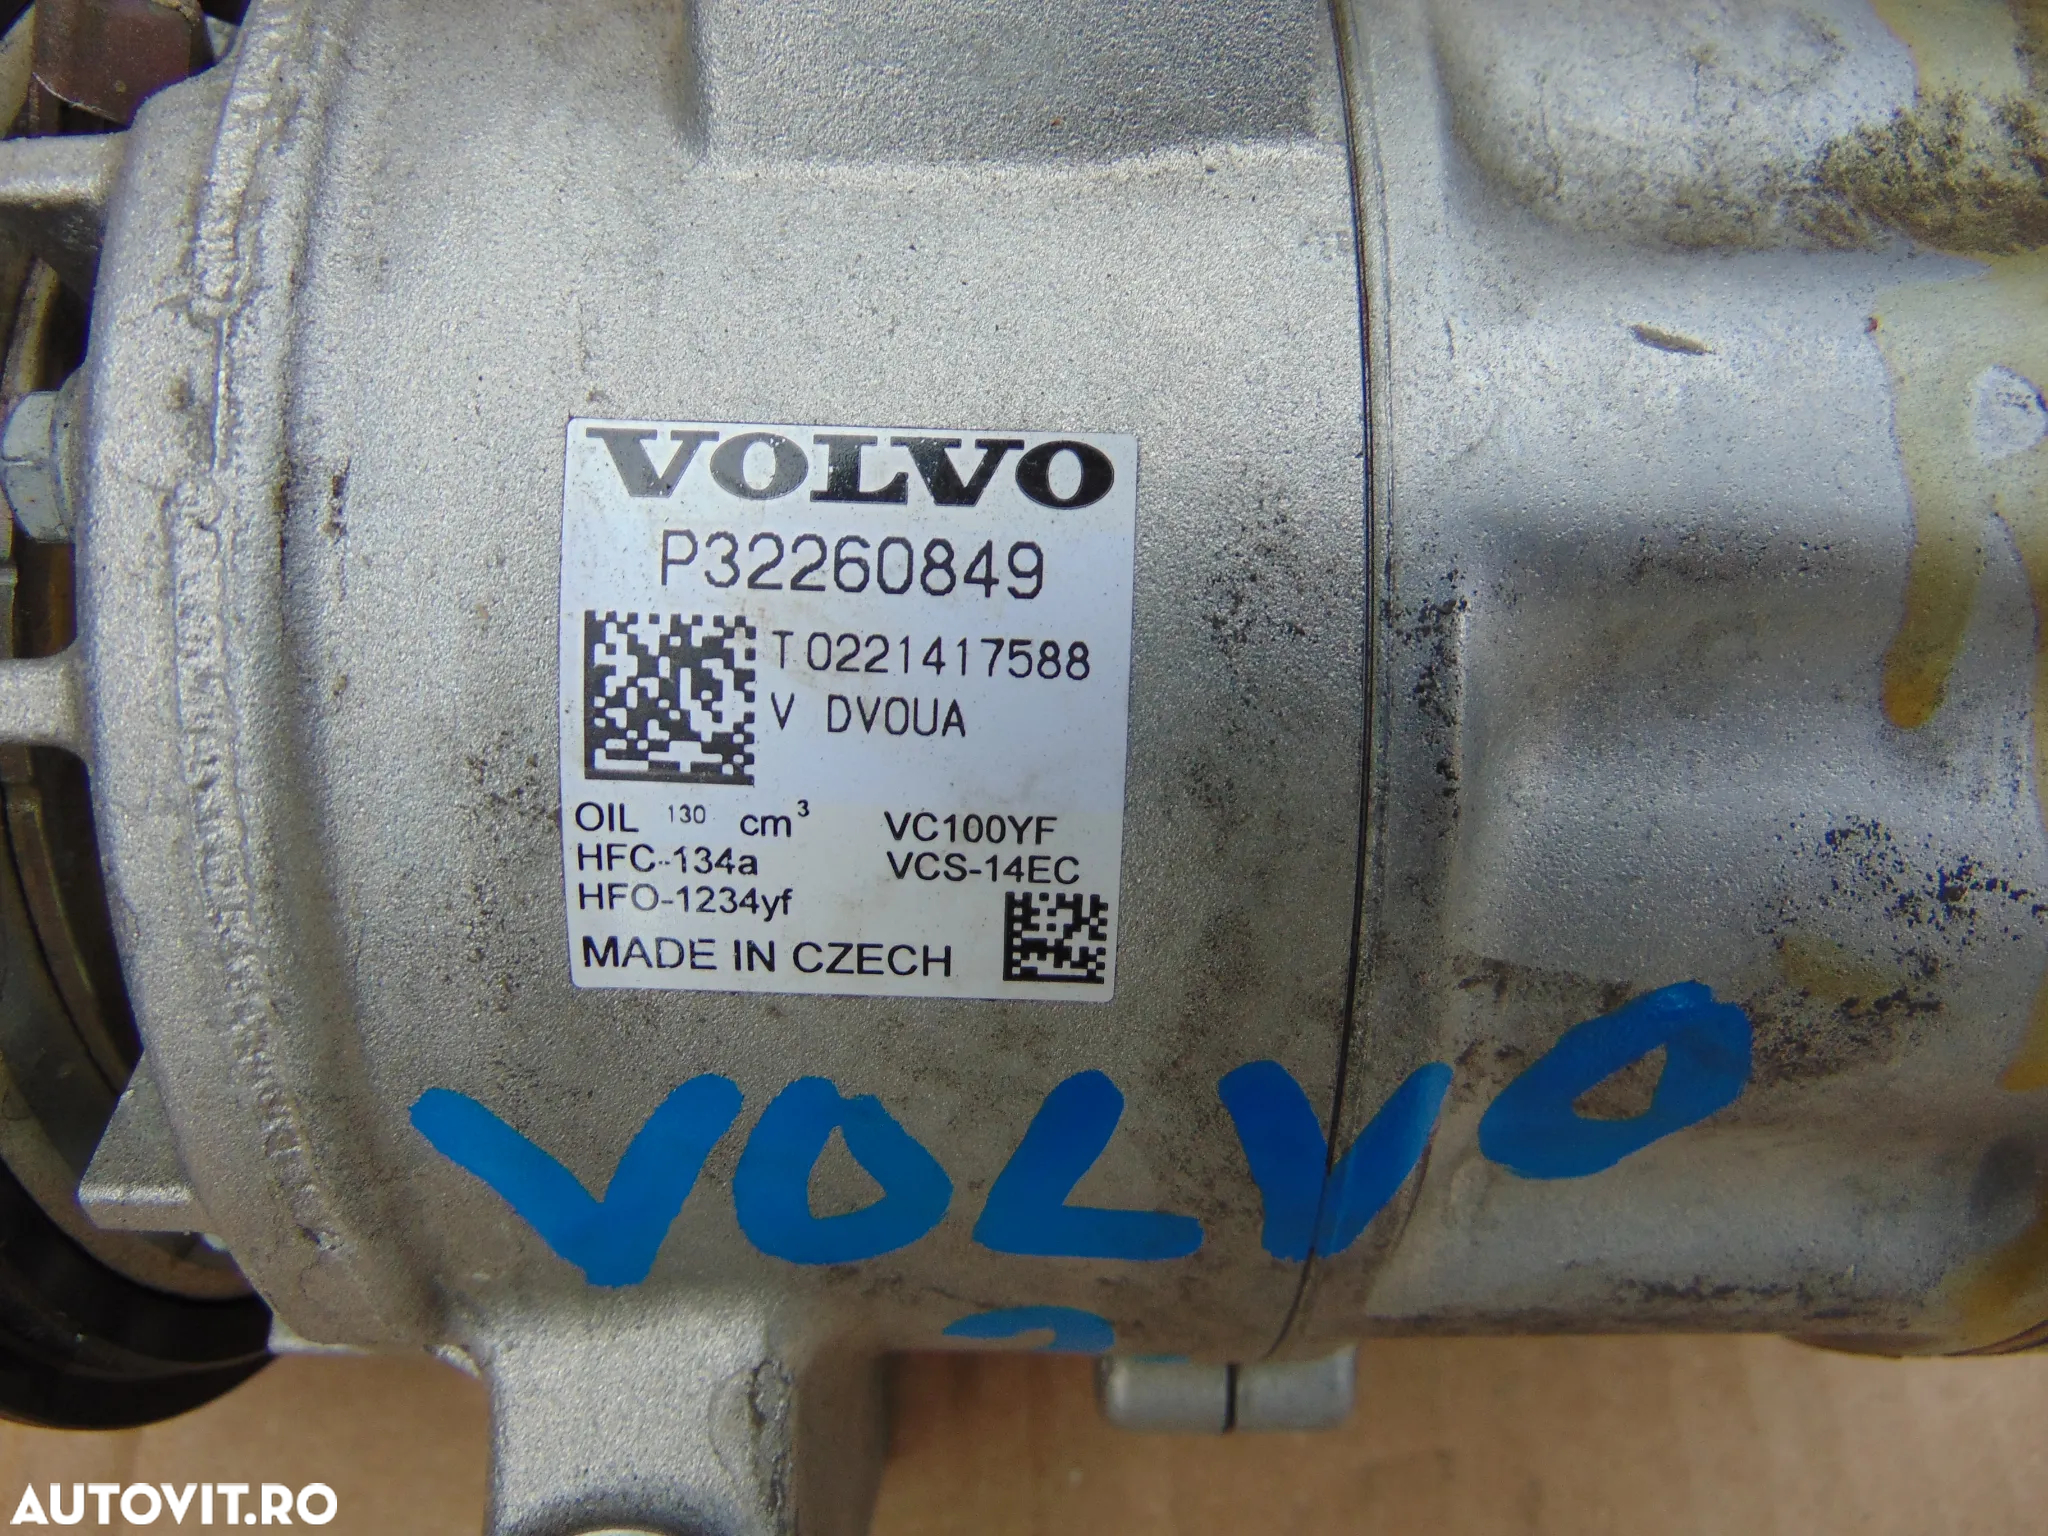 VOLVO
P32260849
T0221417588
V DV0UA
OIL 130 cm³ VC100YF
HFC-134a VCS-14EC
HFO-1234yf
MADE IN CZECH
VOLVO
AUTOVIT.RO